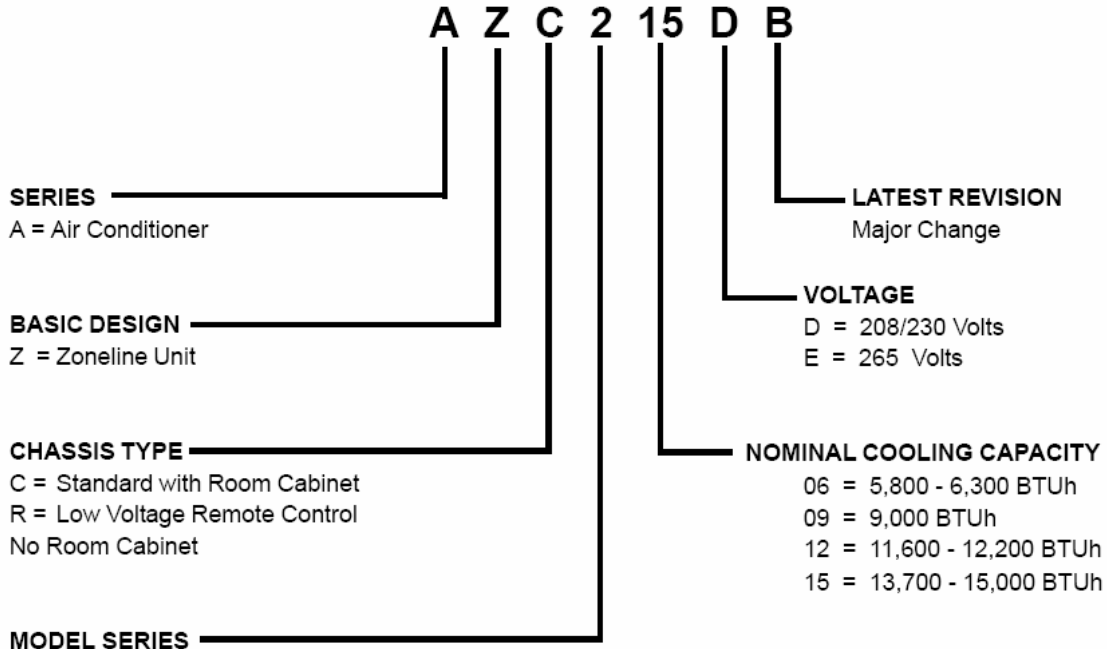 A Z C 2 15 D B
SERIES
A = Air Conditioner
BASIC DESIGN
Z = Zoneline Unit
CHASSIS TYPE
C = Standard with Room Cabinet
R = Low Voltage Remote Control
No Room Cabinet
MODEL SERIES
LATEST REVISION
Major Change
VOLTAGE
D = 208/230 Volts
E = 265 Volts
NOMINAL COOLING CAPACITY
06 = 5,800 - 6,300 BTUh
09 = 9,000 BTUh
12 = 11,600 - 12,200 BTUh
15 = 13,700 - 15,000 BTUh